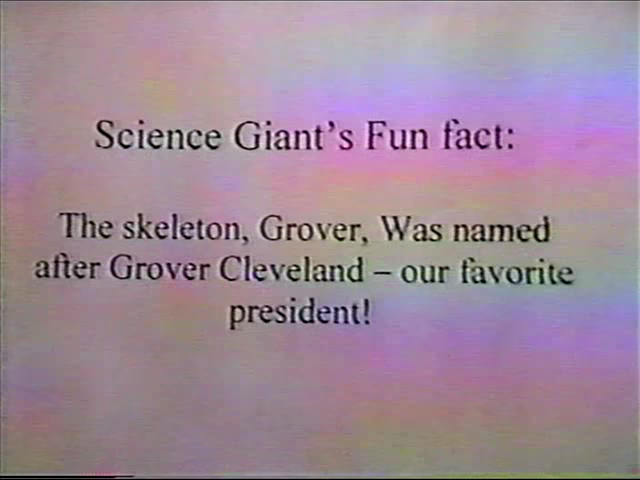 Science Giant's Fun fact:
The skeleton, Grover, Was named
after Grover Cleveland – our favorite
president!